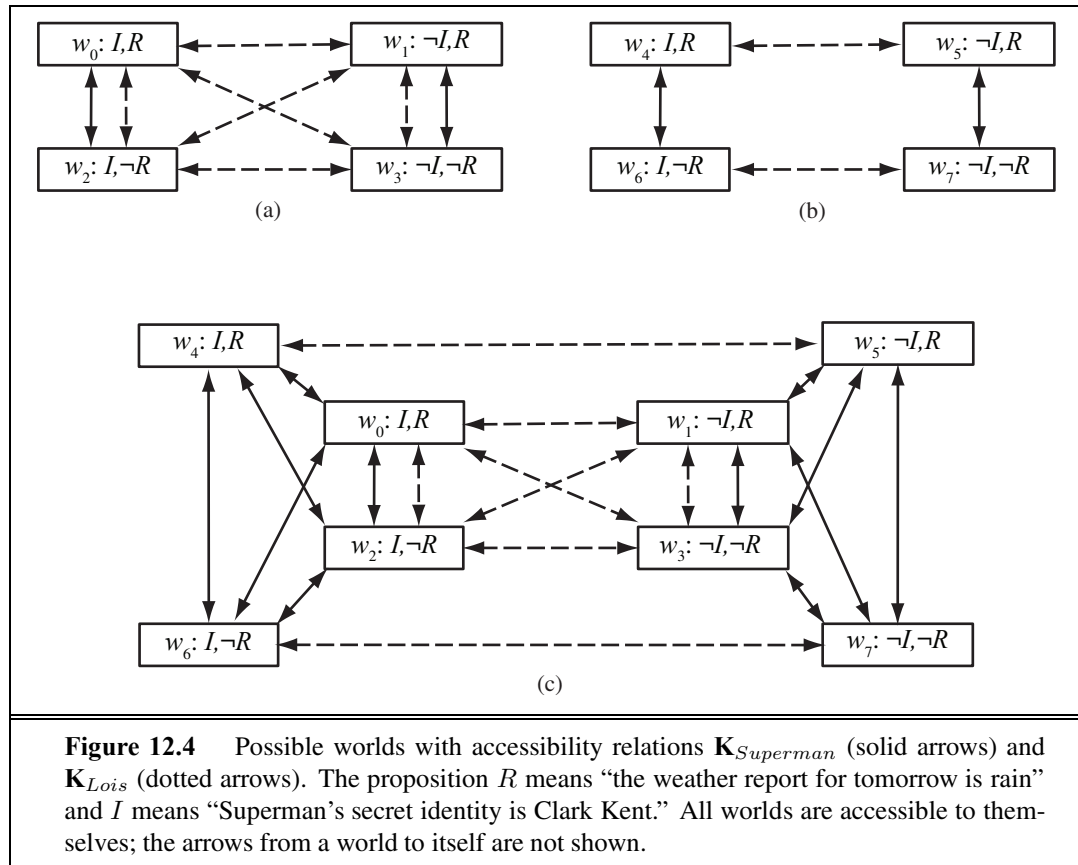 w₀: I,R
w₁: ¬I,R
w₂: I,¬R
w₃: ¬I,¬R
(a)
w₄: I,R
w₅: ¬I,R
w₆: I,¬R
w₇: ¬I,¬R
(b)
w₄: I,R
w₅: ¬I,R
w₀: I,R
w₁: ¬I,R
w₂: I,¬R
w₃: ¬I,¬R
w₆: I,¬R
w₇: ¬I,¬R
(c)
Figure 12.4 Possible worlds with accessibility relations K_Superman (solid arrows) and
K_Lois (dotted arrows). The proposition R means “the weather report for tomorrow is rain”
and I means “Superman’s secret identity is Clark Kent.” All worlds are accessible to them-
selves; the arrows from a world to itself are not shown.